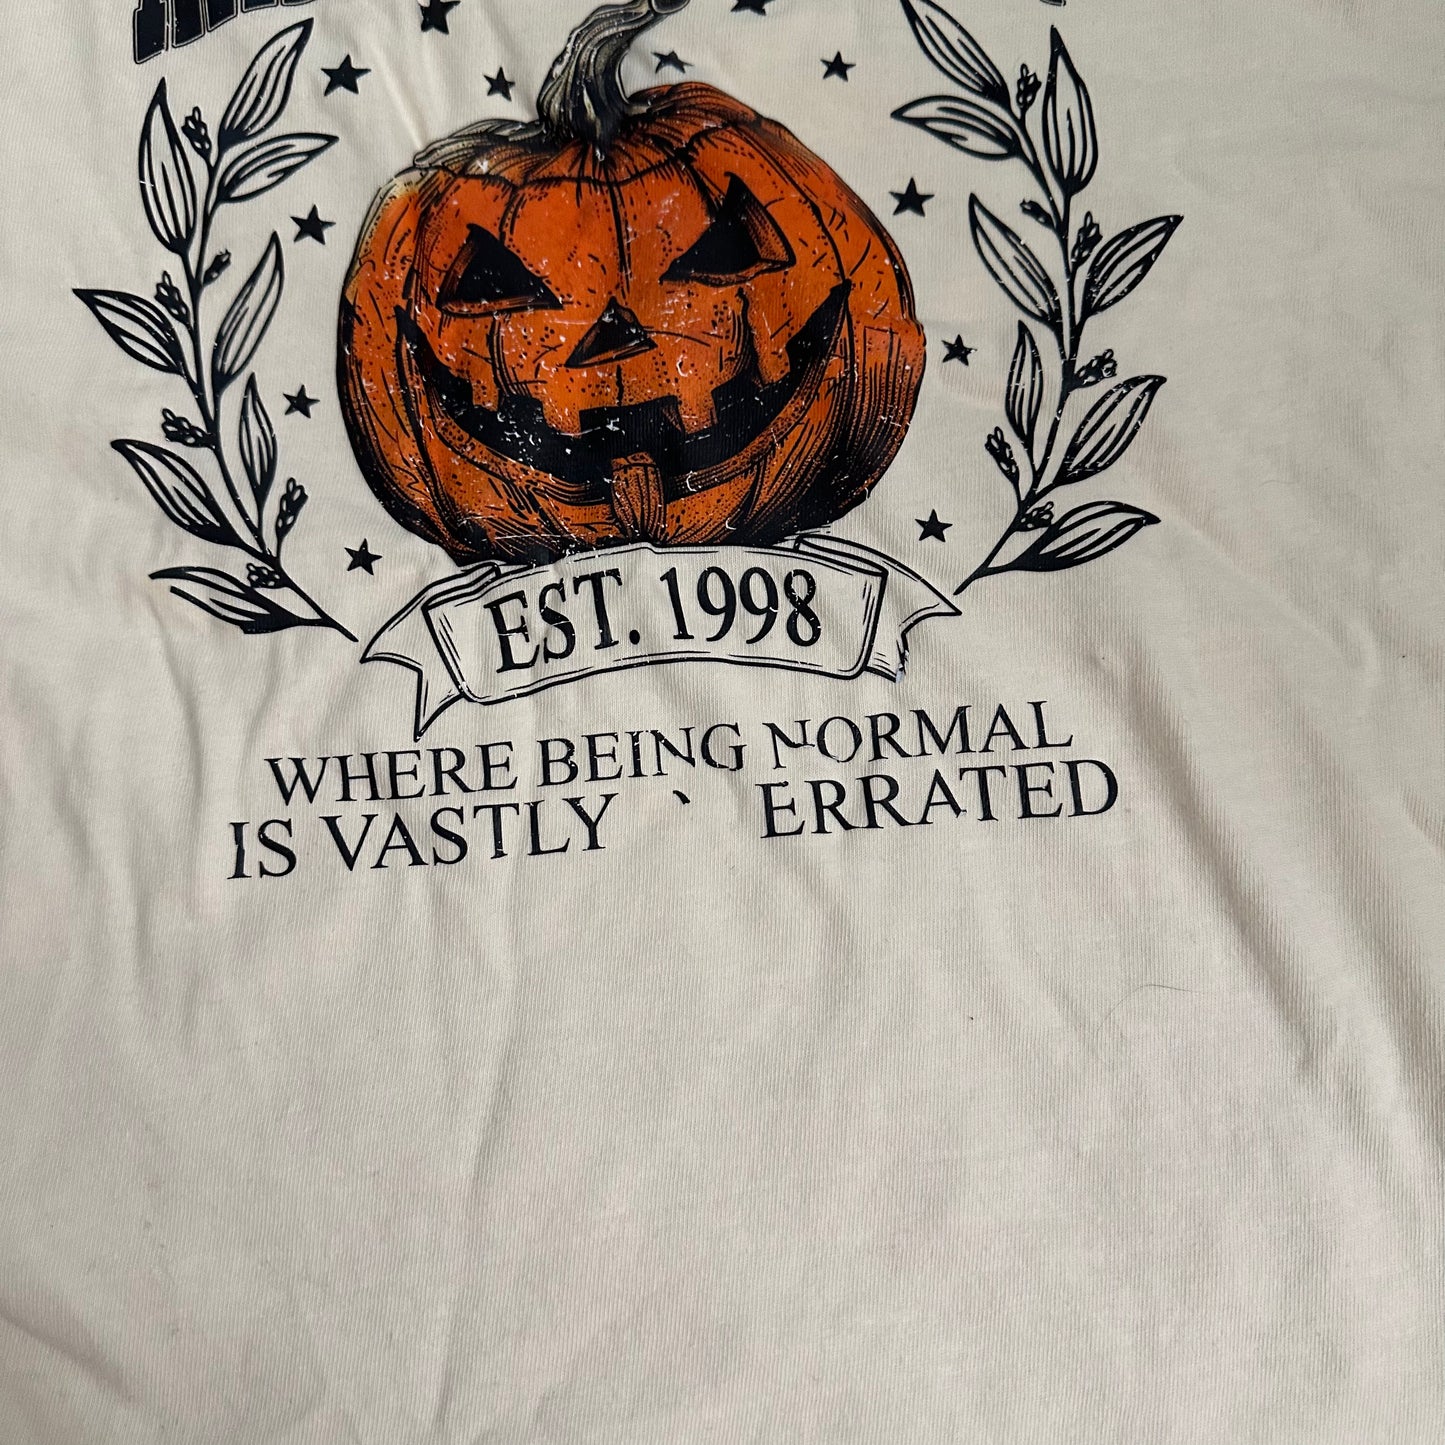 EST. 1998
WHERE BEING NORMAL
IS VASTLY ERRATED